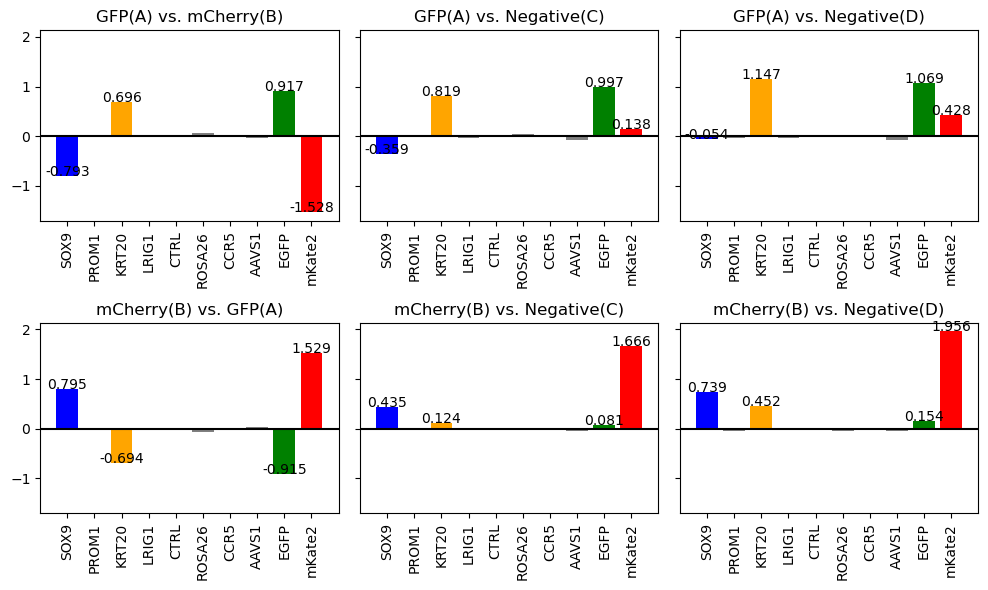 GFP(A) vs. mCherry(B)
GFP(A) vs. Negative(C)
GFP(A) vs. Negative(D)
2
1
0
−1
0.696
0.917
-0.793
-1.528
0.819
0.997
0.138
-0.359
1.147
1.069
0.428
-0.054
SOX9
PROM1
KRT20
LRIG1
CTRL
ROSA26
CCR5
AAVS1
EGFP
mKate2
SOX9
PROM1
KRT20
LRIG1
CTRL
ROSA26
CCR5
AAVS1
EGFP
mKate2
SOX9
PROM1
KRT20
LRIG1
CTRL
ROSA26
CCR5
AAVS1
EGFP
mKate2
mCherry(B) vs. GFP(A)
mCherry(B) vs. Negative(C)
mCherry(B) vs. Negative(D)
2
1
0
−1
0.795
1.529
-0.694
-0.915
0.435
0.124
0.081
1.666
0.739
0.452
0.154
1.956
SOX9
PROM1
KRT20
LRIG1
CTRL
ROSA26
CCR5
AAVS1
EGFP
mKate2
SOX9
PROM1
KRT20
LRIG1
CTRL
ROSA26
CCR5
AAVS1
EGFP
mKate2
SOX9
PROM1
KRT20
LRIG1
CTRL
ROSA26
CCR5
AAVS1
EGFP
mKate2